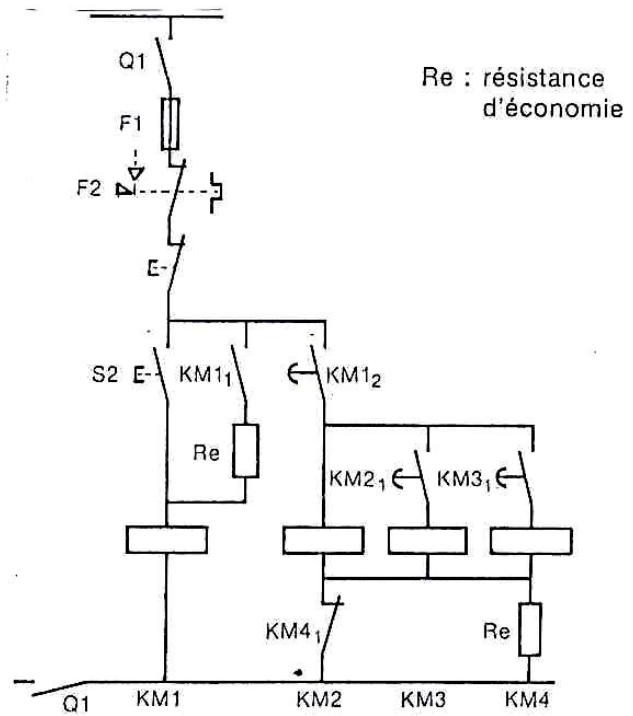 Q1
Re : résistance
d'économie
F1
F2
E
S2 E
KM1₁
KM1₂
Re
KM2₁
KM3₁
KM4₁
Re
Q1
KM1
KM2
KM3
KM4